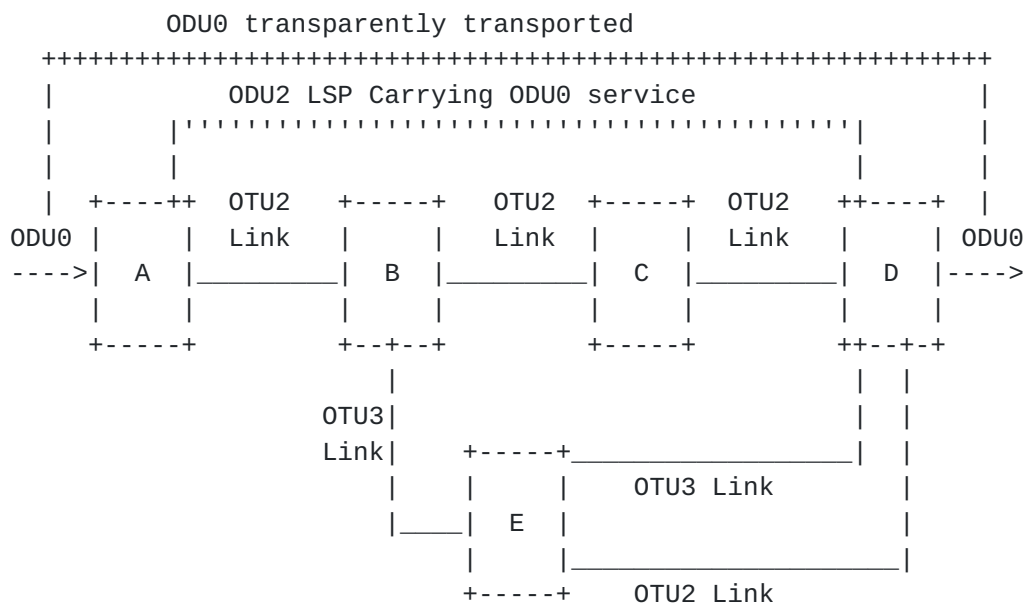 ODU0 transparently transported
ODU2 LSP Carrying ODU0 service
OTU2 OTU2 OTU2
ODU0 Link Link Link ODU0
A B C D
OTU3
Link
OTU3 Link
E
OTU2 Link